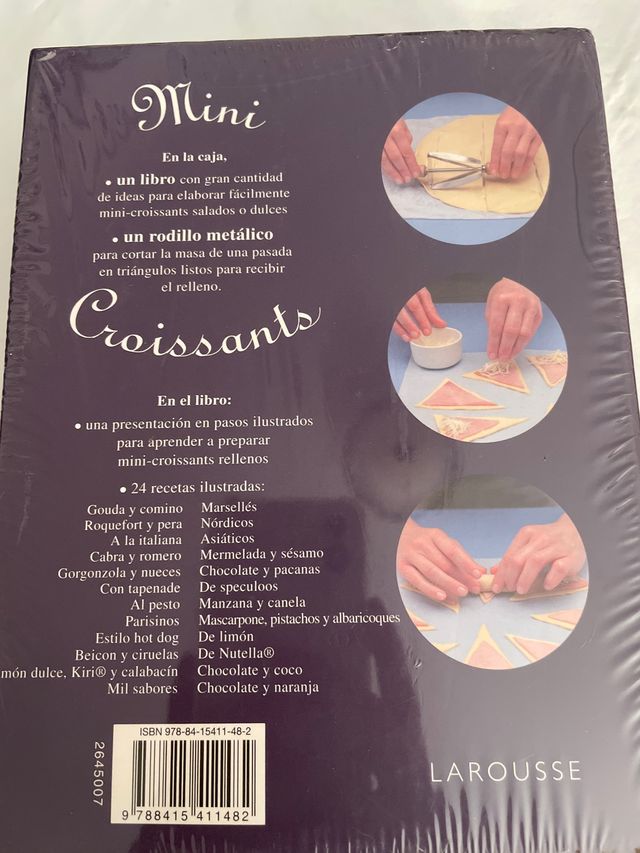 Mini
En la caja,
• un libro con gran cantidad
de ideas para elaborar fácilmente
mini-croissants salados o dulces
• un rodillo metálico
para cortar la masa de una pasada
en triángulos listos para recibir
el relleno.
Croissants
En el libro:
• una presentación en pasos ilustrados
para aprender a preparar
mini-croissants rellenos
• 24 recetas ilustradas:
Gouda y comino Marsellés
Roquefort y pera Nórdicos
A la italiana Asiáticos
Cabra y romero Mermelada y sésamo
Gorgonzola y nueces Chocolate y pacanas
Con tapenade De speculoos
Al pesto Manzana y canela
Parisinos Mascarpone, pistachos y albaricoques
Estilo hot dog De limón
Beicon y ciruelas De Nutella®
món dulce, Kiri® y calabacín Chocolate y coco
Mil sabores Chocolate y naranja
ISBN 978-84-15411-48-2
2645007
9 788415 411482
LAROUSSE